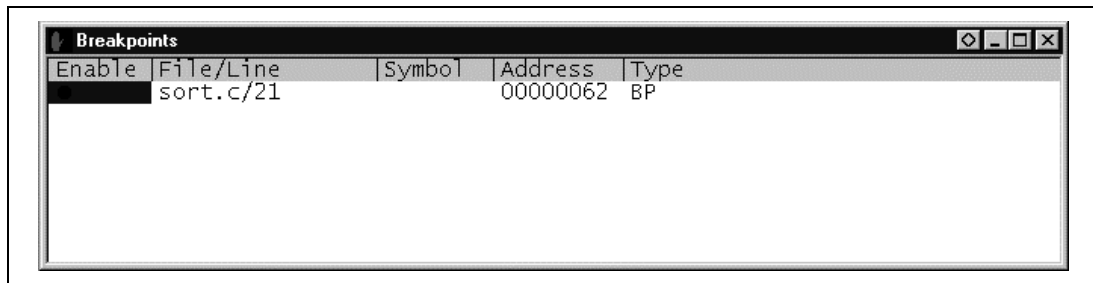 Breakpoints
Enable |File/Line |Symbol |Address |Type
sort.c/21 00000062 BP